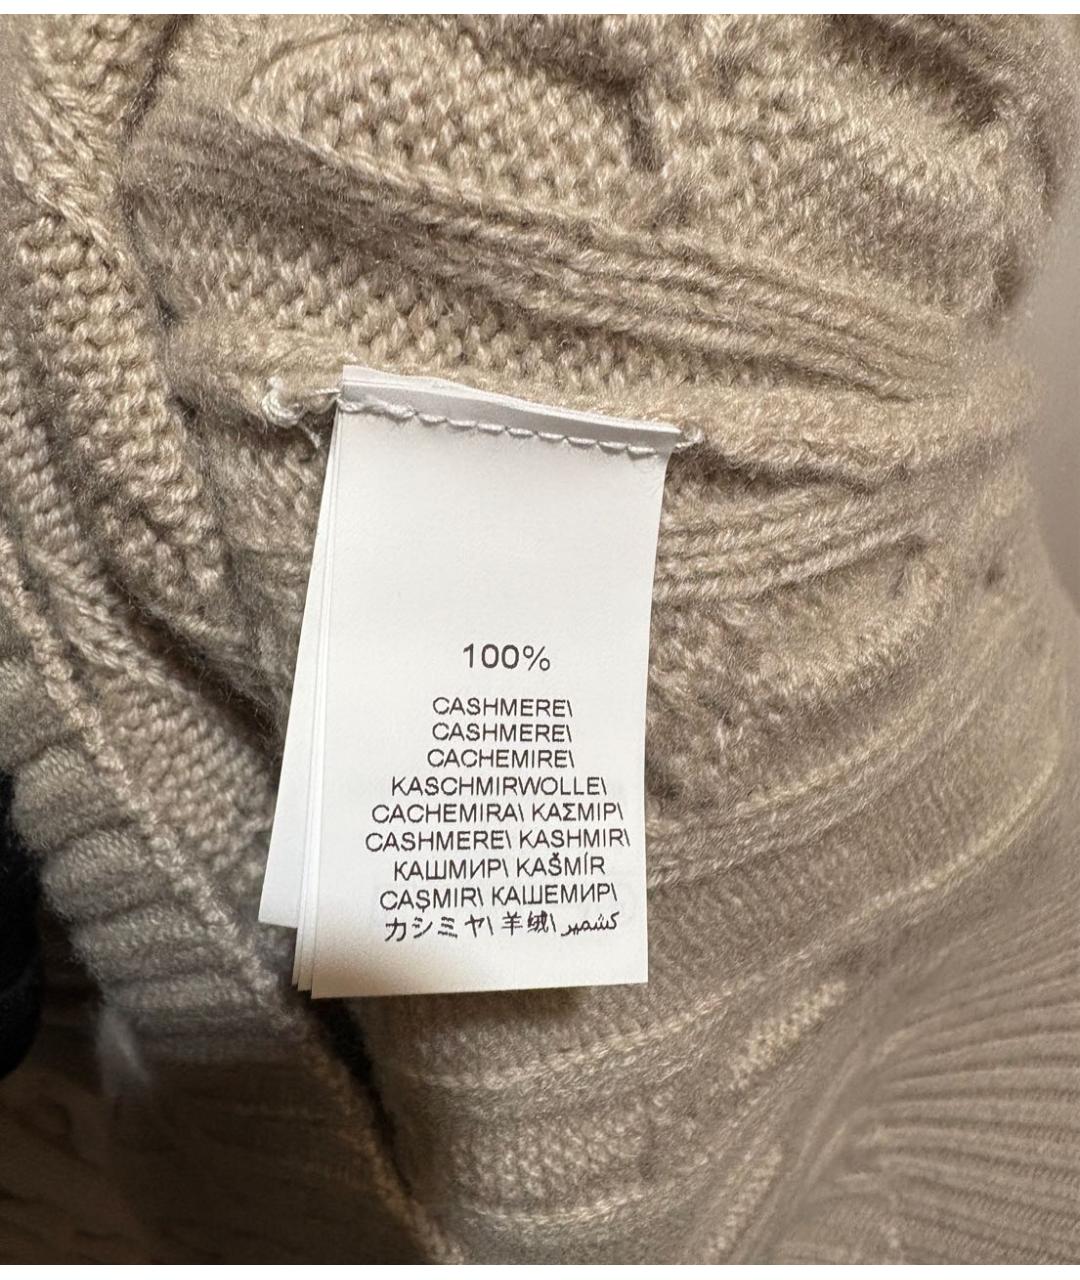 100%
CASHMERE\
CASHMERE\
CACHEMIRE\
KASCHMIRWOLLE\
CACHEMIRA\ ΚΑΣΜΙΡ\
CASHMERE\ KASHMIR\
КАШМИР\ KAŠMÍR
CAŞMIR\ КАШЕМИР\
カシミヤ\ 羊绒\ كشمير